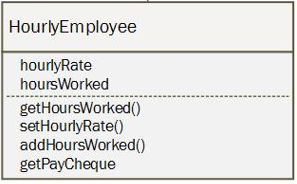 HourlyEmployee
hourlyRate
hoursWorked
getHoursWorked()
setHourlyRate()
addHoursWorked()
getPayCheque